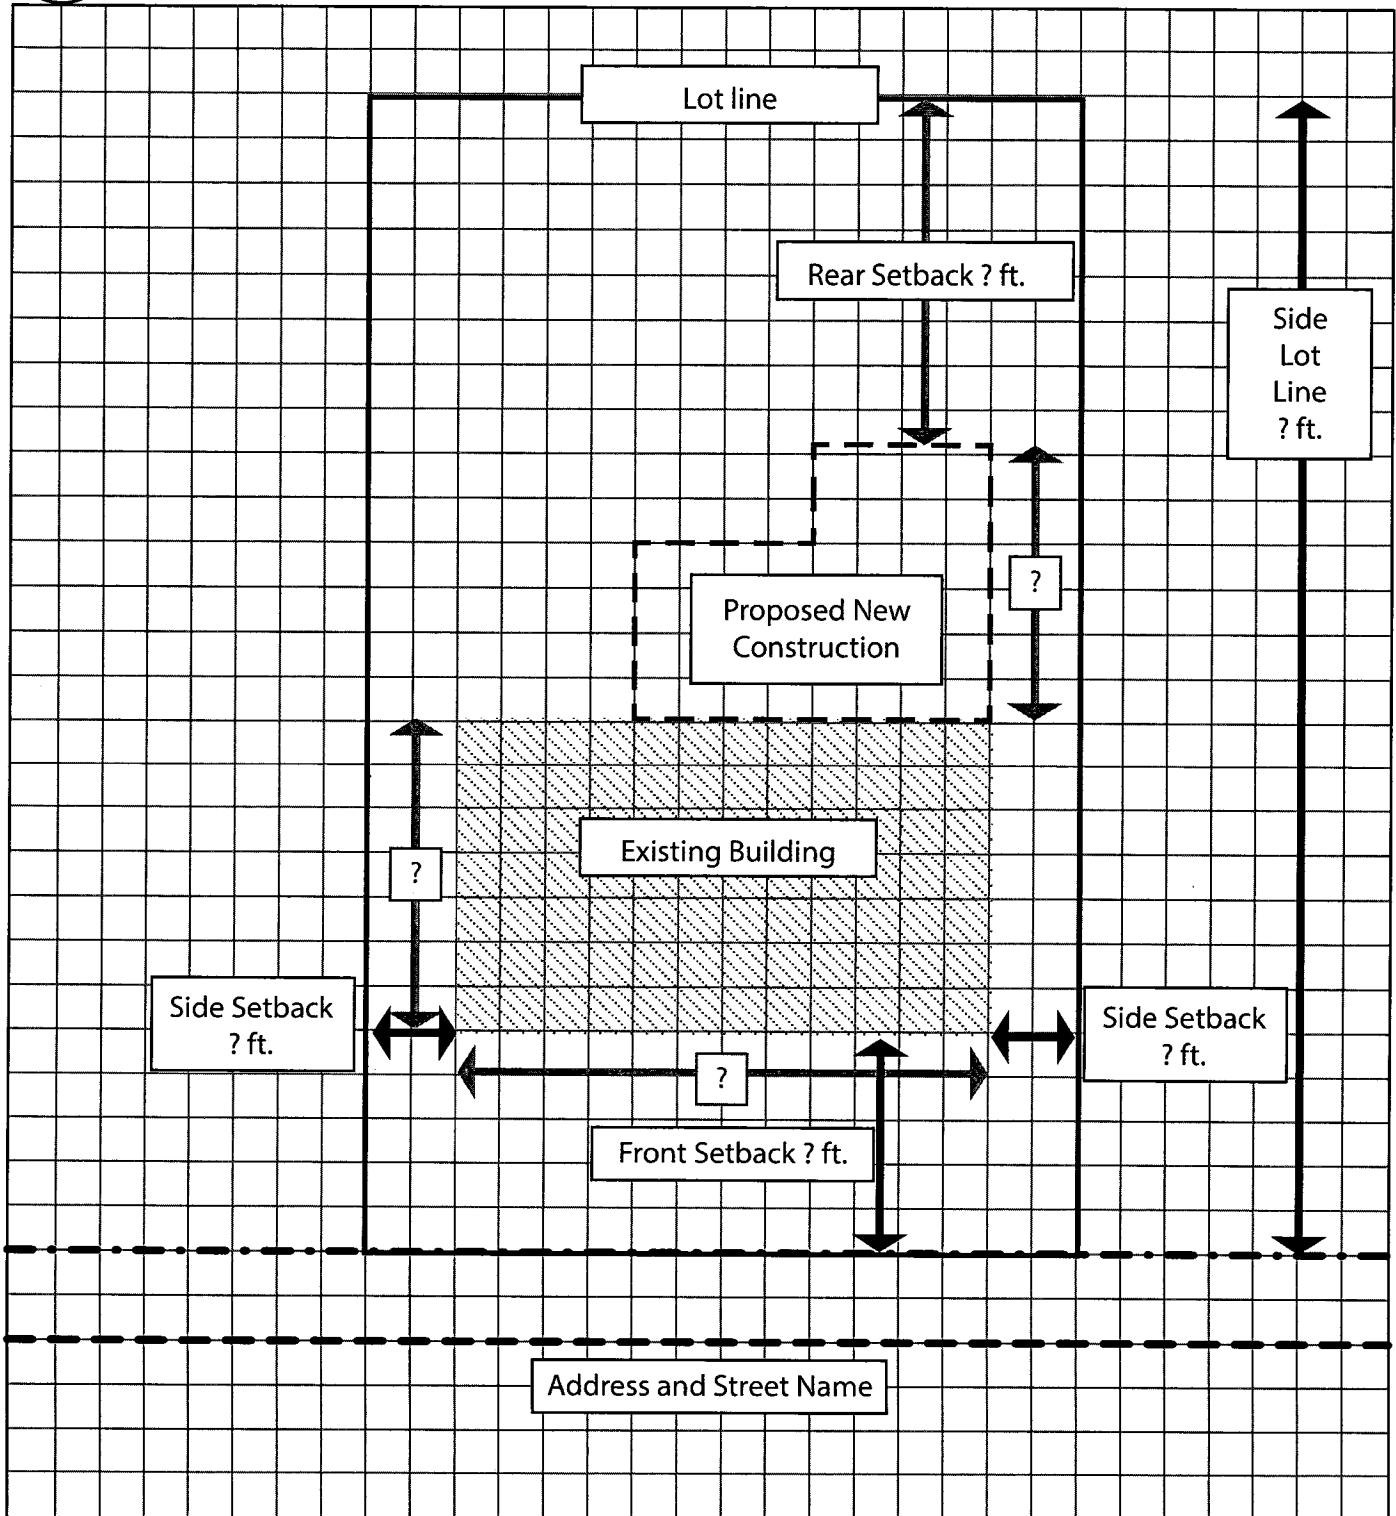 Lot line
Rear Setback ? ft.
Side
Lot
Line
? ft.
?
Proposed New
Construction
Existing Building
?
Side Setback
? ft.
Side Setback
? ft.
?
Front Setback ? ft.
Address and Street Name